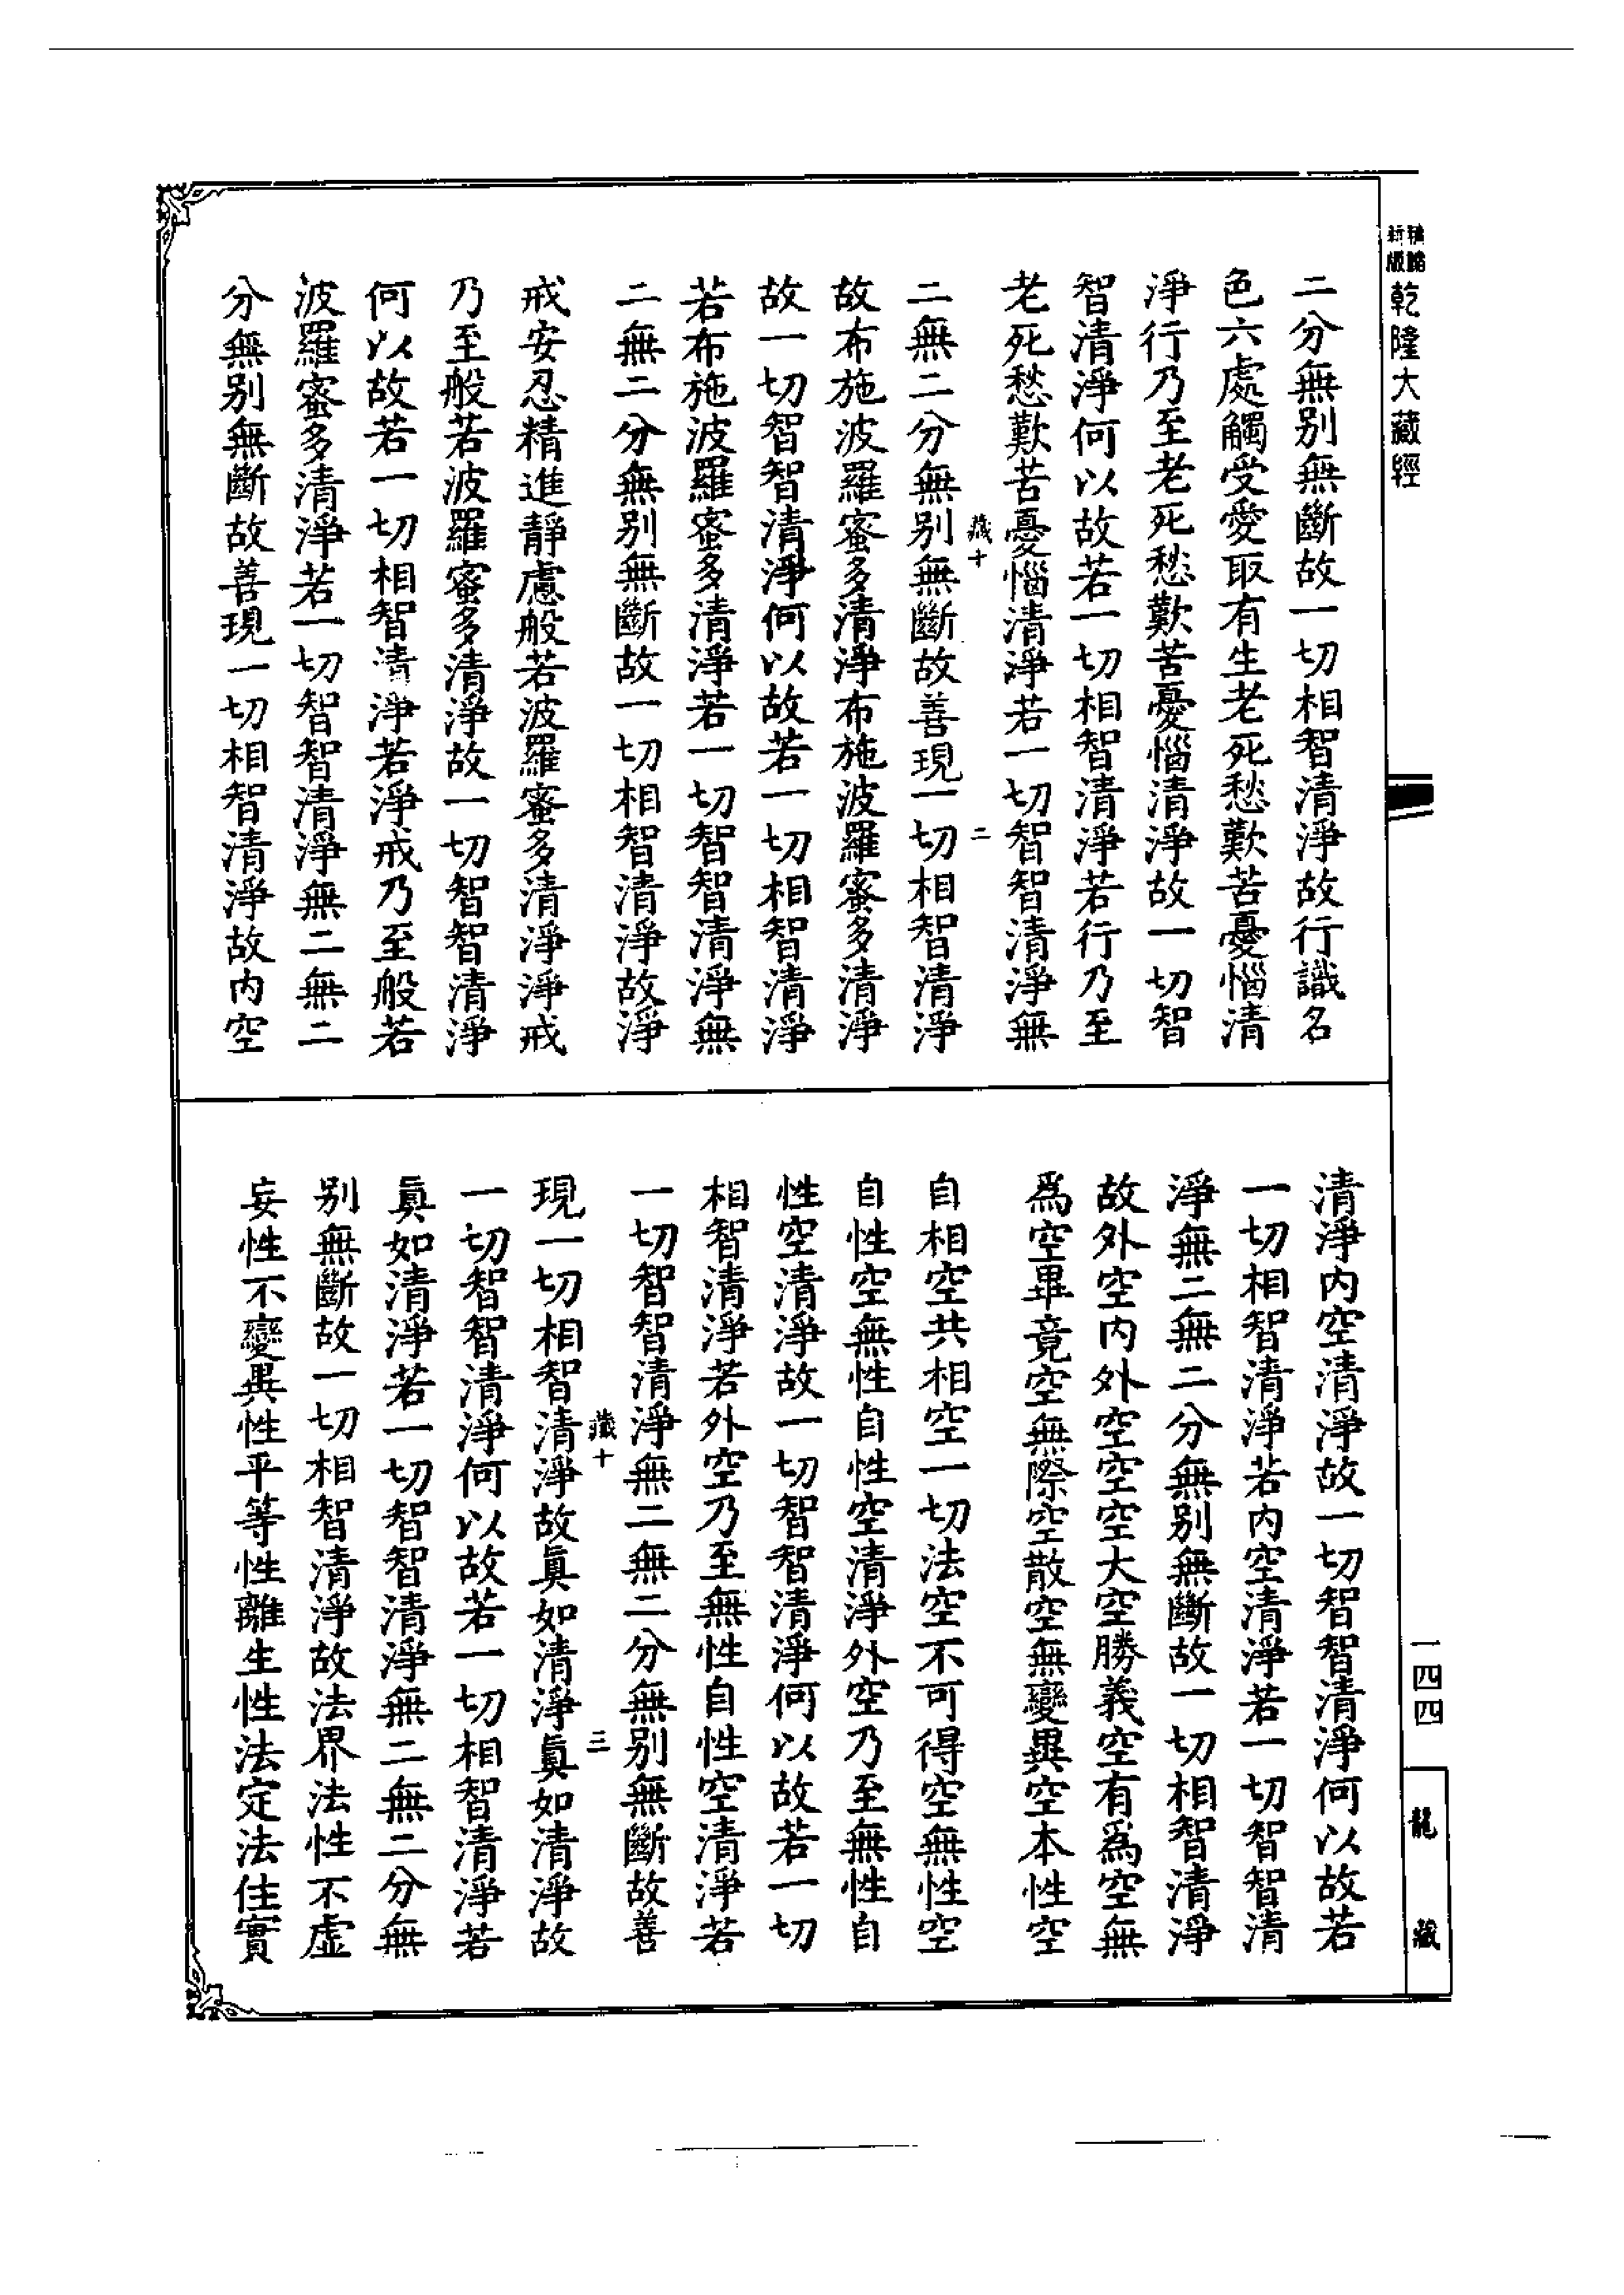 乾隆大藏經
二分無別無斷故一切相智清淨故行識名
色六處觸受愛取有生老死愁歎苦憂惱清
淨行乃至老死愁歎苦憂惱清淨故一切智
智清淨何以故若一切相智清淨若行乃至
老死愁歎苦憂惱清淨若一切智智清淨無
藏十 二
二無二分無別無斷故善現一切相智清淨
故布施波羅蜜多清淨布施波羅蜜多清淨
故一切智智清淨何以故若一切相智清淨
若布施波羅蜜多清淨若一切智智清淨無
二無二分無別無斷故一切相智清淨故淨
戒安忍精進靜慮般若波羅蜜多清淨淨戒
乃至般若波羅蜜多清淨故一切智智清淨
何以故若一切相智清淨若淨戒乃至般若
波羅蜜多清淨若一切智智清淨無二無二
分無別無斷故善現一切相智清淨故內空
清淨內空清淨故一切智智清淨何以故若
一切相智清淨若內空清淨若一切智智清
淨無二無二分無別無斷故一切相智清淨
故外空內外空空空大空勝義空有爲空無
爲空畢竟空無際空散空無變異空本性空
自相空共相空一切法空不可得空無性空
自性空無性自性空清淨外空乃至無性自
性空清淨故一切智智清淨何以故若一切
相智清淨若外空乃至無性自性空清淨若
一切智智清淨無二無二分無別無斷故善
藏十 三
現一切相智清淨故眞如清淨眞如清淨故
一切智智清淨何以故若一切相智清淨若
眞如清淨若一切智智清淨無二無二分無
別無斷故一切相智清淨故法界法性不虛
妄性不變異性平等性離生性法定法住實
一四四
龍藏